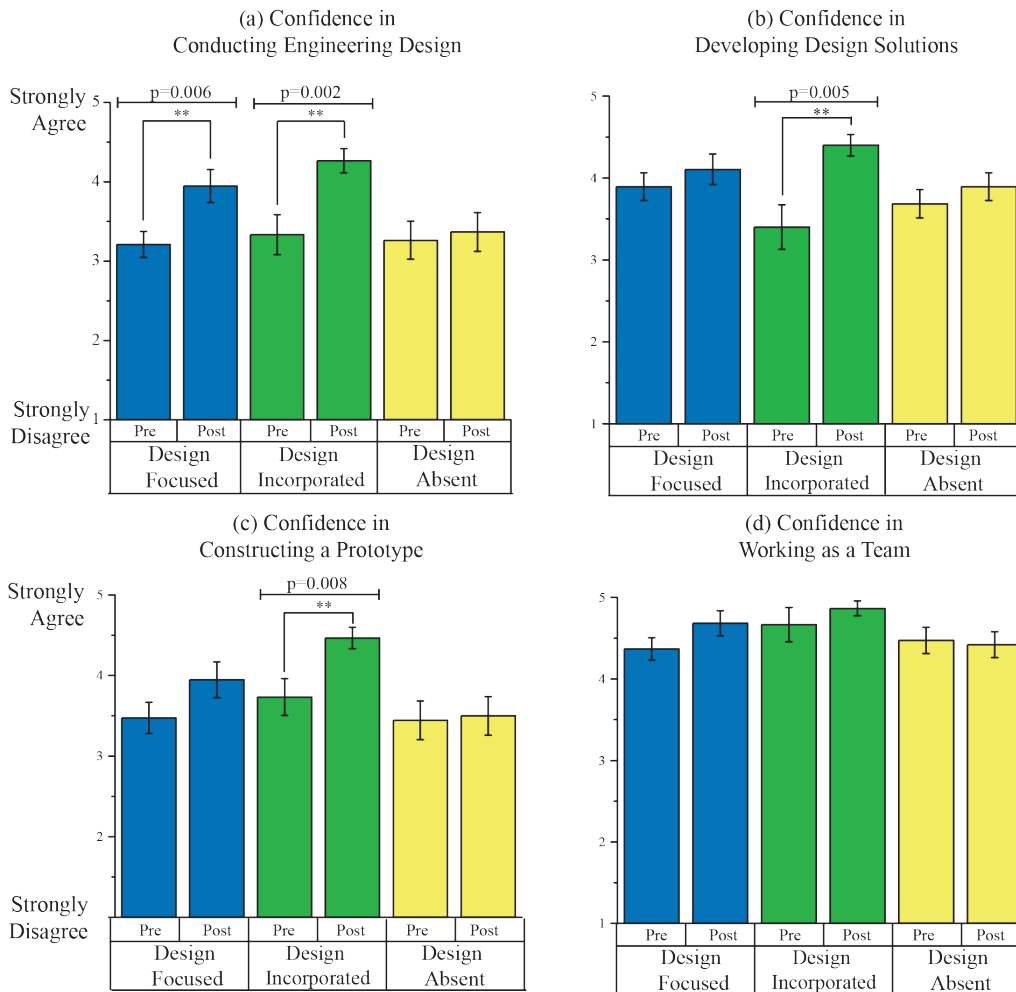 (a) Confidence in
Conducting Engineering Design
Strongly
Agree
5
p=0.006
p=0.002
**
**
4
3
2
Strongly
Disagree
1
Pre
Post
Pre
Post
Pre
Post
Design
Focused
Design
Incorporated
Design
Absent
(b) Confidence in
Developing Design Solutions
5
p=0.005
**
4
3
2
1
Pre
Post
Pre
Post
Pre
Post
Design
Focused
Design
Incorporated
Design
Absent
(c) Confidence in
Constructing a Prototype
Strongly
Agree
5
p=0.008
**
4
3
2
Strongly
Disagree
Pre
Post
Pre
Post
Pre
Post
Design
Focused
Design
Incorporated
Design
Absent
(d) Confidence in
Working as a Team
5
4
3
2
1
Pre
Post
Pre
Post
Pre
Post
Design
Focused
Design
Incorporated
Design
Absent